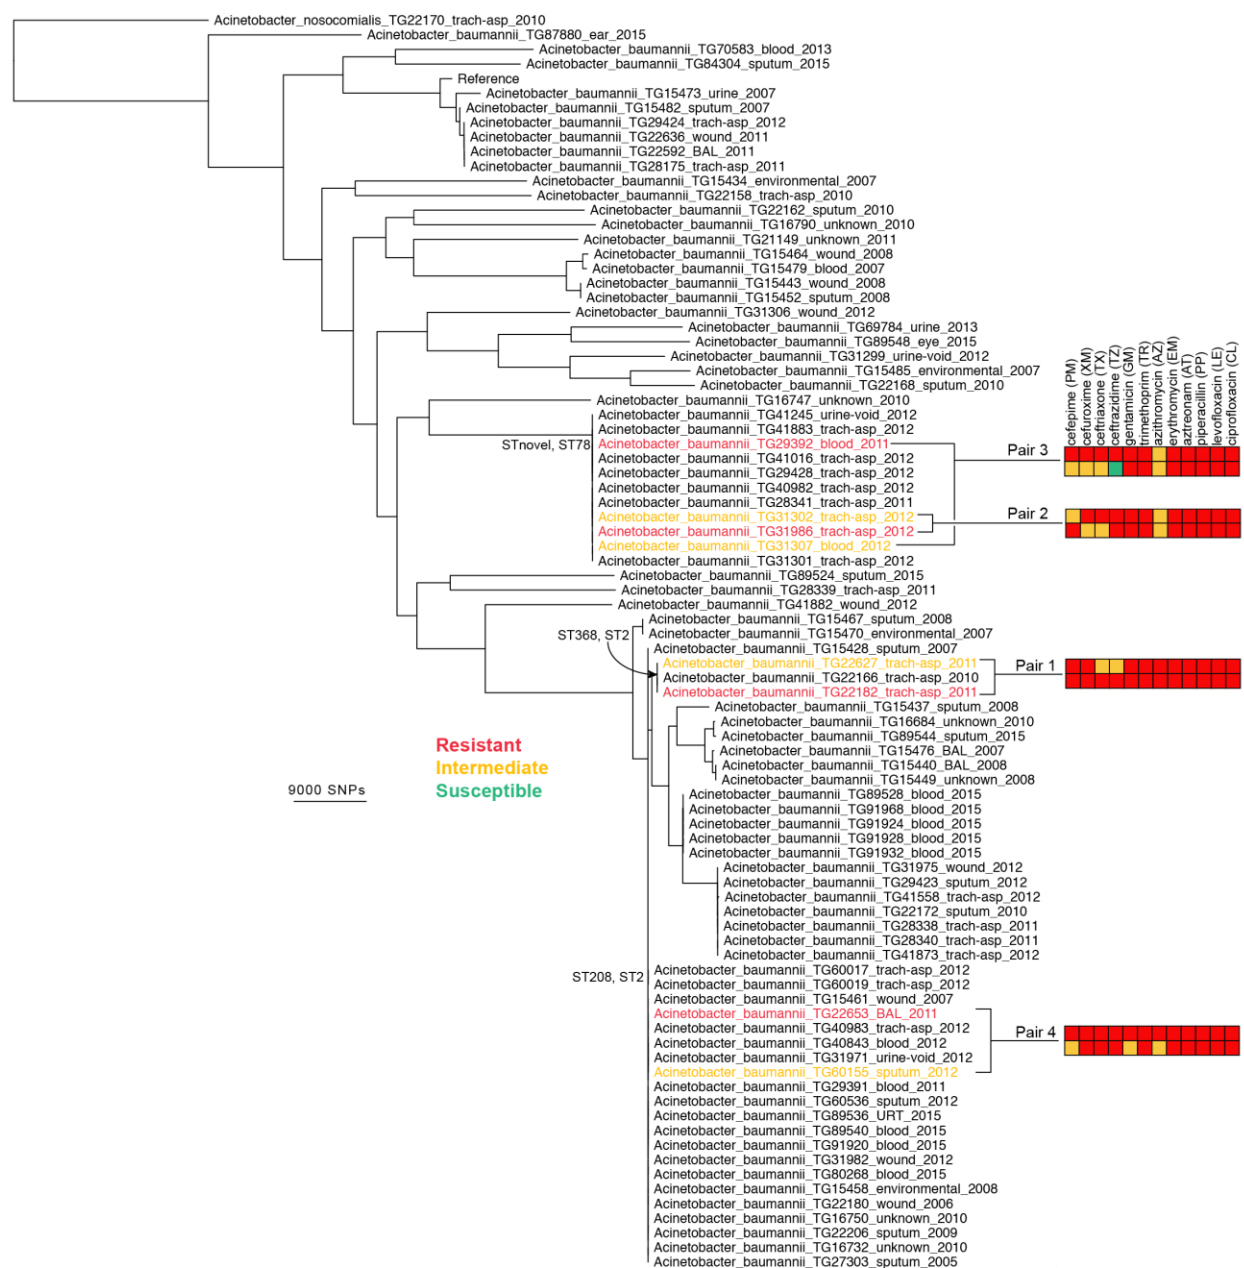 Acinetobacter_nosocomialis_TG22170_trach-asp_2010
Acinetobacter_baumannii_TG87880_ear_2015
Acinetobacter_baumannii_TG70583_blood_2013
Acinetobacter_baumannii_TG84304_sputum_2015
Reference
Acinetobacter_baumannii_TG15473_urine_2007
Acinetobacter_baumannii_TG15482_sputum_2007
Acinetobacter_baumannii_TG29424_trach-asp_2012
Acinetobacter_baumannii_TG22636_wound_2011
Acinetobacter_baumannii_TG22592_BAL_2011
Acinetobacter_baumannii_TG28175_trach-asp_2011
Acinetobacter_baumannii_TG15434_environmental_2007
Acinetobacter_baumannii_TG22158_trach-asp_2010
Acinetobacter_baumannii_TG22162_sputum_2010
Acinetobacter_baumannii_TG16790_unknown_2010
Acinetobacter_baumannii_TG21149_unknown_2011
Acinetobacter_baumannii_TG15464_wound_2008
Acinetobacter_baumannii_TG15479_blood_2007
Acinetobacter_baumannii_TG15443_wound_2008
Acinetobacter_baumannii_TG15452_sputum_2008
Acinetobacter_baumannii_TG31306_wound_2012
Acinetobacter_baumannii_TG69784_urine_2013
Acinetobacter_baumannii_TG89548_eye_2015
Acinetobacter_baumannii_TG31299_urine-void_2012
Acinetobacter_baumannii_TG15485_environmental_2007
Acinetobacter_baumannii_TG22168_sputum_2010
Acinetobacter_baumannii_TG16747_unknown_2010
Acinetobacter_baumannii_TG41245_urine-void_2012
Acinetobacter_baumannii_TG41883_trach-asp_2012
STnovel, ST78
Acinetobacter_baumannii_TG29392_blood_2011
Acinetobacter_baumannii_TG41016_trach-asp_2012
Acinetobacter_baumannii_TG29428_trach-asp_2012
Acinetobacter_baumannii_TG40982_trach-asp_2012
Acinetobacter_baumannii_TG28341_trach-asp_2011
Acinetobacter_baumannii_TG31302_trach-asp_2012
Acinetobacter_baumannii_TG31986_trach-asp_2012
Acinetobacter_baumannii_TG31307_blood_2012
Acinetobacter_baumannii_TG31301_trach-asp_2012
Acinetobacter_baumannii_TG89524_sputum_2015
Acinetobacter_baumannii_TG28339_trach-asp_2011
Acinetobacter_baumannii_TG41882_wound_2012
Acinetobacter_baumannii_TG15467_sputum_2008
ST368, ST2
Acinetobacter_baumannii_TG15470_environmental_2007
Acinetobacter_baumannii_TG15428_sputum_2007
Acinetobacter_baumannii_TG22627_trach-asp_2011
Acinetobacter_baumannii_TG22166_trach-asp_2010
Acinetobacter_baumannii_TG22182_trach-asp_2011
Acinetobacter_baumannii_TG15437_sputum_2008
Acinetobacter_baumannii_TG16684_unknown_2010
Acinetobacter_baumannii_TG89544_sputum_2015
Acinetobacter_baumannii_TG15476_BAL_2007
Acinetobacter_baumannii_TG15440_BAL_2008
Acinetobacter_baumannii_TG15449_unknown_2008
Acinetobacter_baumannii_TG89528_blood_2015
Acinetobacter_baumannii_TG91968_blood_2015
Acinetobacter_baumannii_TG91924_blood_2015
Acinetobacter_baumannii_TG91928_blood_2015
Acinetobacter_baumannii_TG91932_blood_2015
Acinetobacter_baumannii_TG31975_wound_2012
Acinetobacter_baumannii_TG29423_sputum_2012
Acinetobacter_baumannii_TG41558_trach-asp_2012
Acinetobacter_baumannii_TG22172_sputum_2010
Acinetobacter_baumannii_TG28338_trach-asp_2011
Acinetobacter_baumannii_TG28340_trach-asp_2011
Acinetobacter_baumannii_TG41873_trach-asp_2012
ST208, ST2
Acinetobacter_baumannii_TG60017_trach-asp_2012
Acinetobacter_baumannii_TG60019_trach-asp_2012
Acinetobacter_baumannii_TG15461_wound_2007
Acinetobacter_baumannii_TG22653_BAL_2011
Acinetobacter_baumannii_TG40983_trach-asp_2012
Acinetobacter_baumannii_TG40843_blood_2012
Acinetobacter_baumannii_TG31971_urine-void_2012
Acinetobacter_baumannii_TG60155_sputum_2012
Acinetobacter_baumannii_TG29391_blood_2011
Acinetobacter_baumannii_TG60536_sputum_2012
Acinetobacter_baumannii_TG89536_URT_2015
Acinetobacter_baumannii_TG89540_blood_2015
Acinetobacter_baumannii_TG91920_blood_2015
Acinetobacter_baumannii_TG31982_wound_2012
Acinetobacter_baumannii_TG80268_blood_2015
Acinetobacter_baumannii_TG15458_environmental_2008
Acinetobacter_baumannii_TG22180_wound_2006
Acinetobacter_baumannii_TG16750_unknown_2010
Acinetobacter_baumannii_TG22206_sputum_2009
Acinetobacter_baumannii_TG16732_unknown_2010
Acinetobacter_baumannii_TG27303_sputum_2005
Resistant
Intermediate
Susceptible
9000 SNPs
cefepime (PM)
cefuroxime (XM)
ceftriaxone (TX)
ceftrazidime (TZ)
gentamicin (GM)
trimethoprim (TR)
azithromycin (AZ)
erythromycin (EM)
aztreonam (AT)
piperacillin (PP)
levofloxacin (LE)
ciprofloxacin (CL)
Pair 3
Pair 2
Pair 1
Pair 4